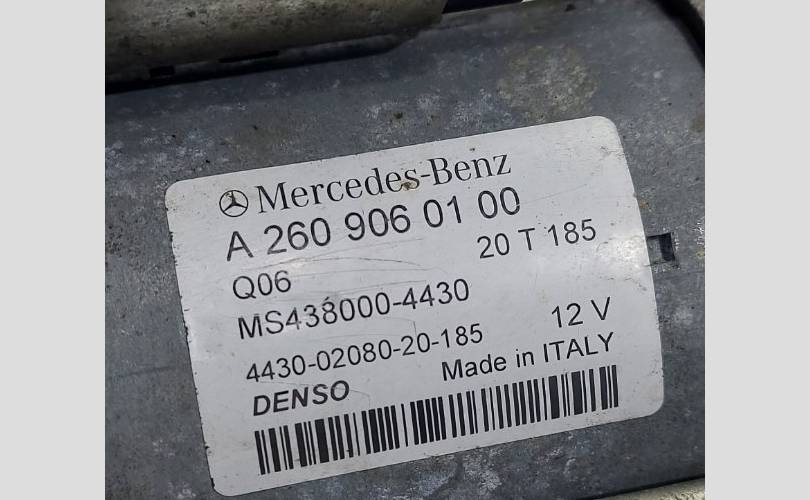 Mercedes-Benz
A 260 906 01 00
Q06 20 T 185
MS438000-4430
4430-02080-20-185 12 V
DENSO Made in ITALY